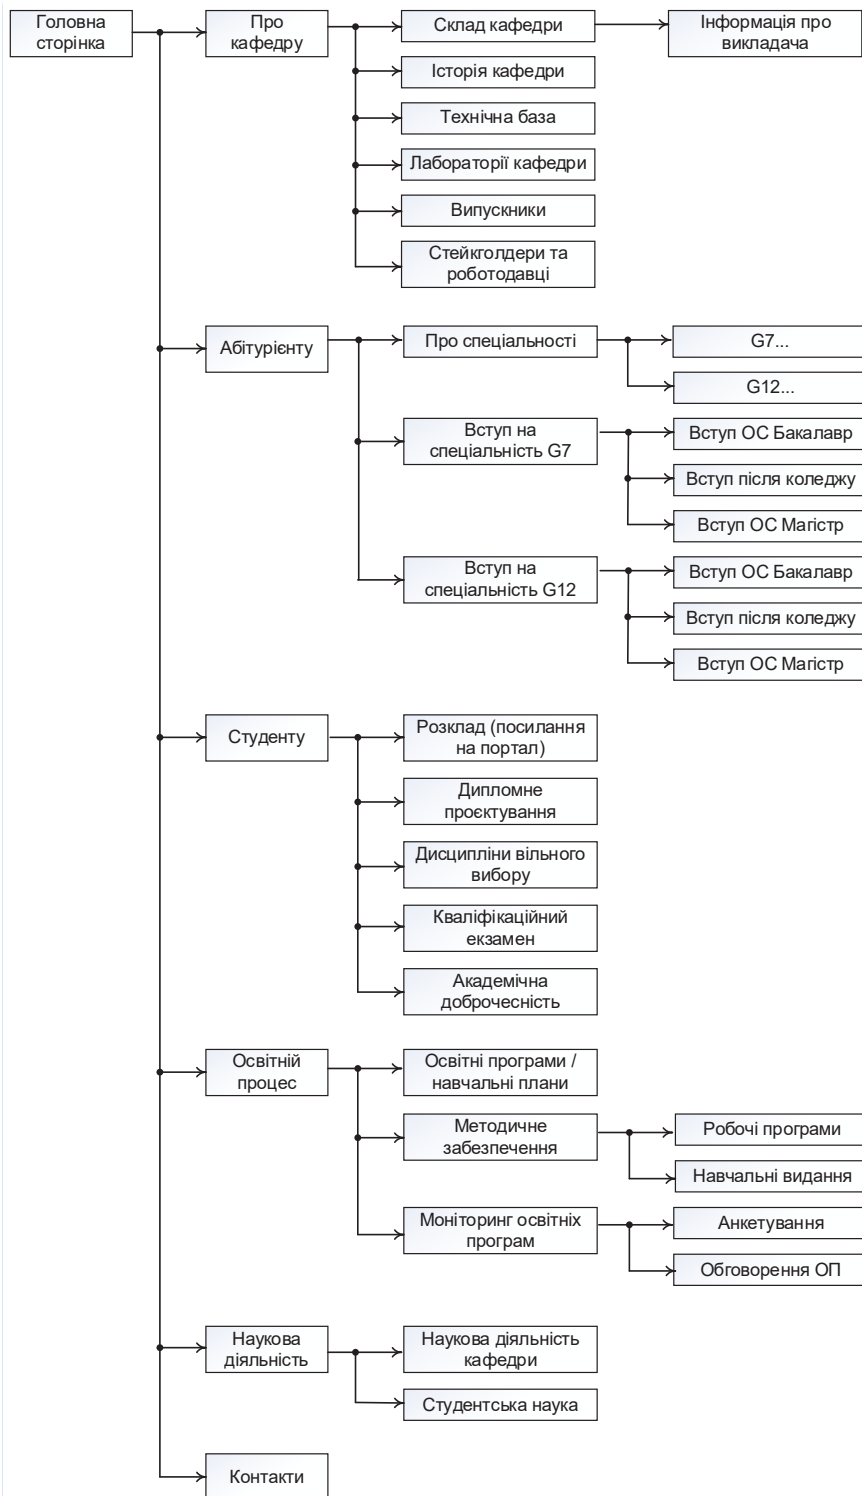 Головна
сторінка
Про
кафедру
Склад кафедри
Інформація про
викладача
Історія кафедри
Технічна база
Лабораторії кафедри
Випускники
Стейкголдери та
роботодавці
Абітурієнту
Про спеціальності
G7...
G12...
Вступ на
спеціальність G7
Вступ ОС Бакалавр
Вступ після коледжу
Вступ ОС Магістр
Вступ на
спеціальність G12
Вступ ОС Бакалавр
Вступ після коледжу
Вступ ОС Магістр
Студенту
Розклад (посилання
на портал)
Дипломне
проєктування
Дисципліни вільного
вибору
Кваліфікаційний
екзамен
Академічна
доброчесність
Освітній
процес
Освітні програми /
навчальні плани
Методичне
забезпечення
Робочі програми
Навчальні видання
Моніторинг освітніх
програм
Анкетування
Обговорення ОП
Наукова
діяльність
Наукова діяльність
кафедри
Студентська наука
Контакти